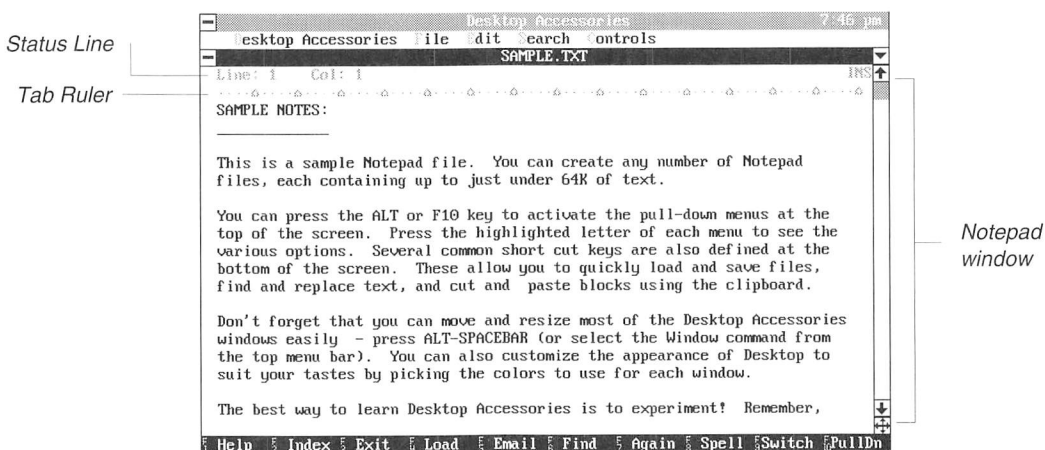 Desktop Accessories 7:46 pm
Desktop Accessories File Edit Search Controls
SAMPLE.TXT
Status Line
Line: 1 Col: 1 INS
Tab Ruler
SAMPLE NOTES:
This is a sample Notepad file. You can create any number of Notepad
files, each containing up to just under 64K of text.
You can press the ALT or F10 key to activate the pull-down menus at the
top of the screen. Press the highlighted letter of each menu to see the
various options. Several common short cut keys are also defined at the
bottom of the screen. These allow you to quickly load and save files,
find and replace text, and cut and paste blocks using the clipboard.
Notepad
window
Don't forget that you can move and resize most of the Desktop Accessories
windows easily - press ALT-SPACEBAR (or select the Window command from
the top menu bar). You can also customize the appearance of Desktop to
suit your tastes by picking the colors to use for each window.
The best way to learn Desktop Accessories is to experiment! Remember,
Help Index Exit Load Email Find Again Spell Switch PullDn